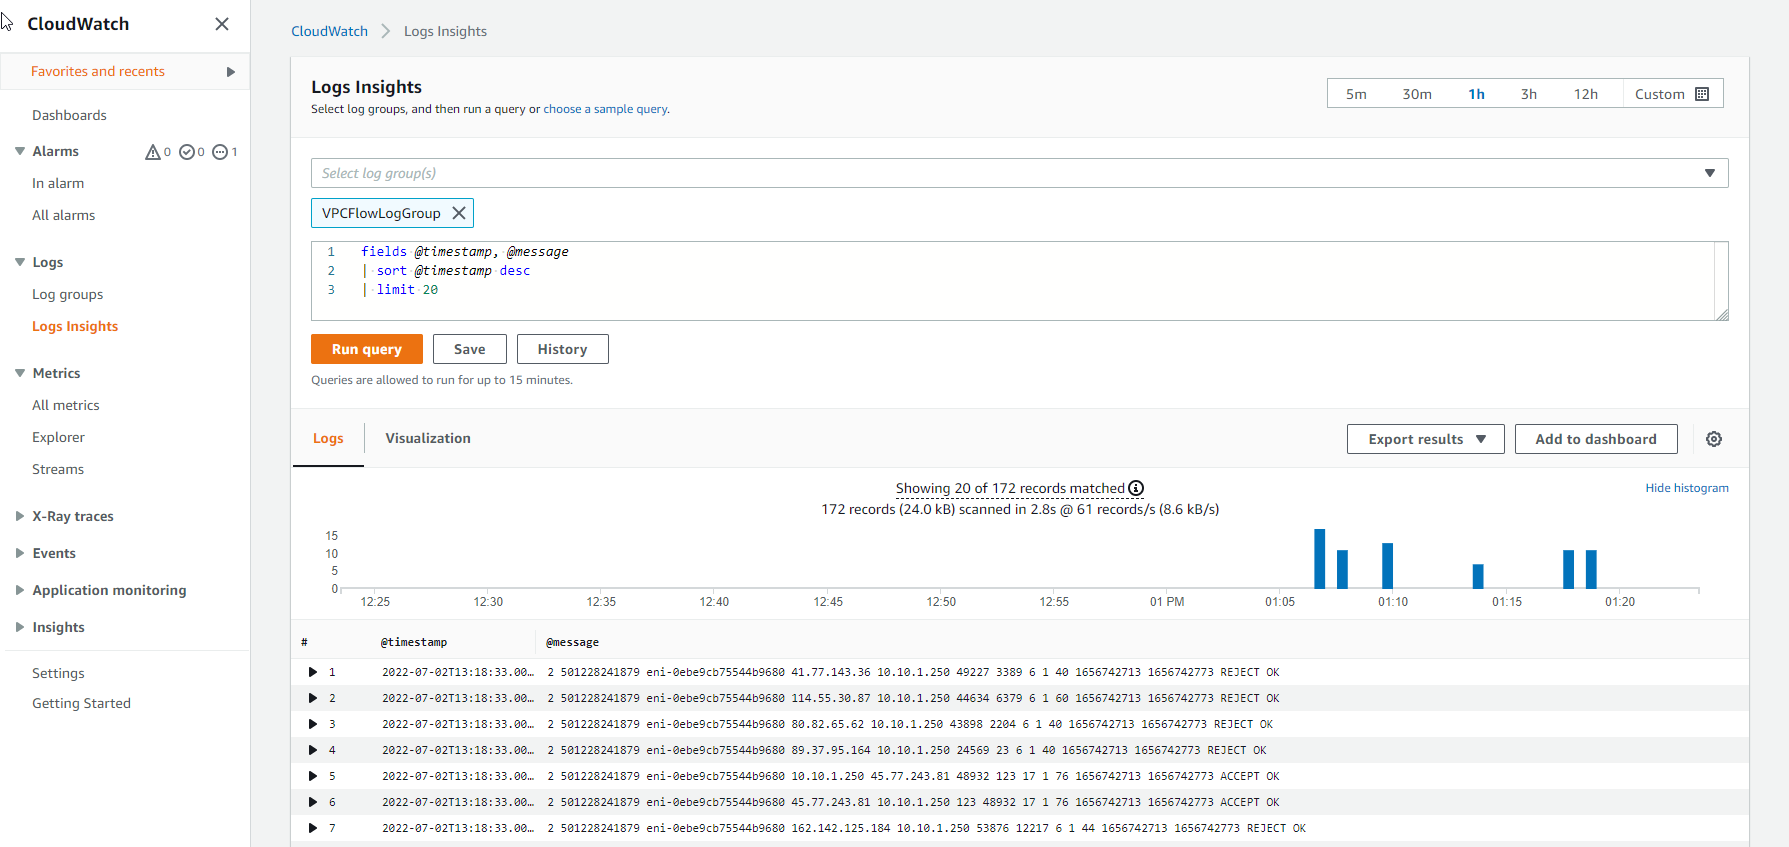 CloudWatch
Favorites and recents
Dashboards
Alarms 0 0 1
In alarm
All alarms
Logs
Log groups
Logs Insights
Metrics
All metrics
Explorer
Streams
X-Ray traces
Events
Application monitoring
Insights
Settings
Getting Started
CloudWatch > Logs Insights
Logs Insights
Select log groups, and then run a query or choose a sample query.
5m 30m 1h 3h 12h Custom
Select log group(s)
VPCFlowLogGroup
1 fields @timestamp, @message
2 | sort @timestamp desc
3 | limit 20
Run query Save History
Queries are allowed to run for up to 15 minutes.
Logs Visualization Export results Add to dashboard
Showing 20 of 172 records matched
Hide histogram
172 records (24.0 kB) scanned in 2.8s @ 61 records/s (8.6 kB/s)
15
10
5
0
12:25 12:30 12:35 12:40 12:45 12:50 12:55 01 PM 01:05 01:10 01:15 01:20
# @timestamp @message
1 2022-07-02T13:18:33.00… 2 501228241879 eni-0ebe9cb75544b9680 41.77.143.36 10.10.1.250 49227 3389 6 1 40 1656742713 1656742773 REJECT OK
2 2022-07-02T13:18:33.00… 2 501228241879 eni-0ebe9cb75544b9680 114.55.30.87 10.10.1.250 44634 6379 6 1 60 1656742713 1656742773 REJECT OK
3 2022-07-02T13:18:33.00… 2 501228241879 eni-0ebe9cb75544b9680 80.82.65.62 10.10.1.250 43898 2204 6 1 40 1656742713 1656742773 REJECT OK
4 2022-07-02T13:18:33.00… 2 501228241879 eni-0ebe9cb75544b9680 89.37.95.164 10.10.1.250 24569 23 6 1 40 1656742713 1656742773 REJECT OK
5 2022-07-02T13:18:33.00… 2 501228241879 eni-0ebe9cb75544b9680 10.10.1.250 45.77.243.81 48932 123 17 1 76 1656742713 1656742773 ACCEPT OK
6 2022-07-02T13:18:33.00… 2 501228241879 eni-0ebe9cb75544b9680 45.77.243.81 10.10.1.250 123 48932 17 1 76 1656742713 1656742773 ACCEPT OK
7 2022-07-02T13:18:33.00… 2 501228241879 eni-0ebe9cb75544b9680 162.142.125.184 10.10.1.250 53876 12217 6 1 44 1656742713 1656742773 REJECT OK